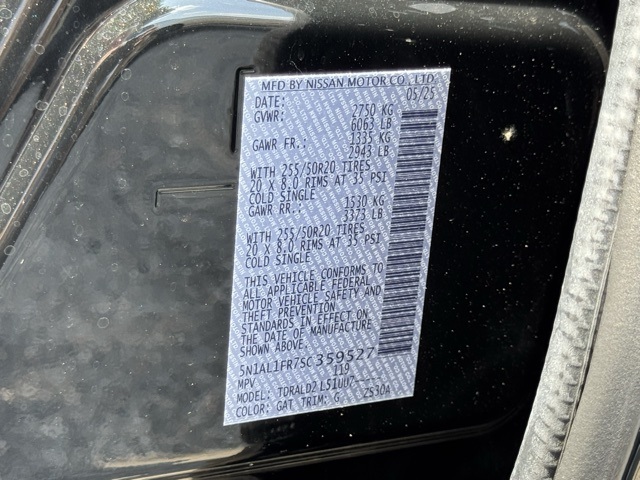 MFD BY NISSAN MOTOR CO., LTD.
DATE: 05/25
GVWR: 2750 KG
6063 LB
GAWR FR.: 1335 KG
2943 LB
WITH 255/50R20 TIRES
20 X 8.0 RIMS AT 35 PSI
COLD SINGLE
GAWR RR.: 1530 KG
3373 LB
WITH 255/50R20 TIRES
20 X 8.0 RIMS AT 35 PSI
COLD SINGLE
THIS VEHICLE CONFORMS TO
ALL APPLICABLE FEDERAL
MOTOR VEHICLE SAFETY AND
THEFT PREVENTION
STANDARDS IN EFFECT ON
THE DATE OF MANUFACTURE
SHOWN ABOVE.
5N1AL1FR7SC359527
MPV 119
MODEL: TDRALDZ L51UU7-
COLOR: GAT TRIM: G ZS30A